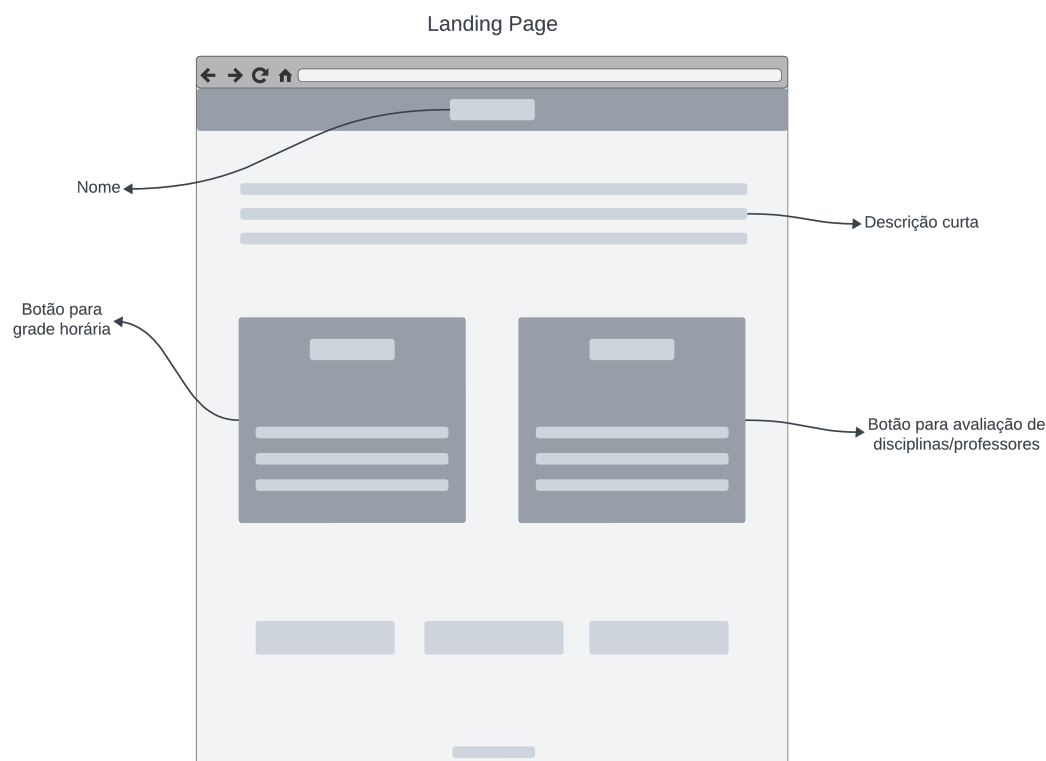 Landing Page
Nome
Descrição curta
Botão para
grade horária
Botão para avaliação de
disciplinas/professores